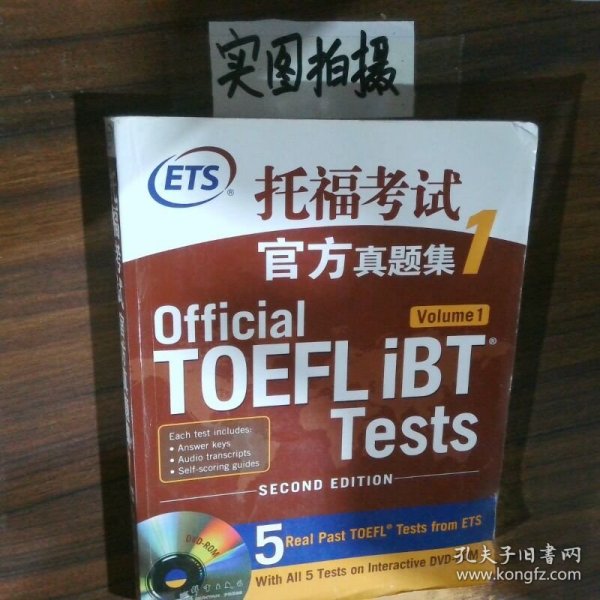 实图拍摄
ETS®
托福考试
官方真题集1
Official
Volume 1
TOEFL iBT®
Tests
Each test includes:
• Answer keys
• Audio transcripts
• Self-scoring guides
SECOND EDITION
DVD-ROM
5 Real Past TOEFL® Tests from ETS
With All 5 Tests on Interactive DVD-
孔夫子旧书网
www.kongfz.com